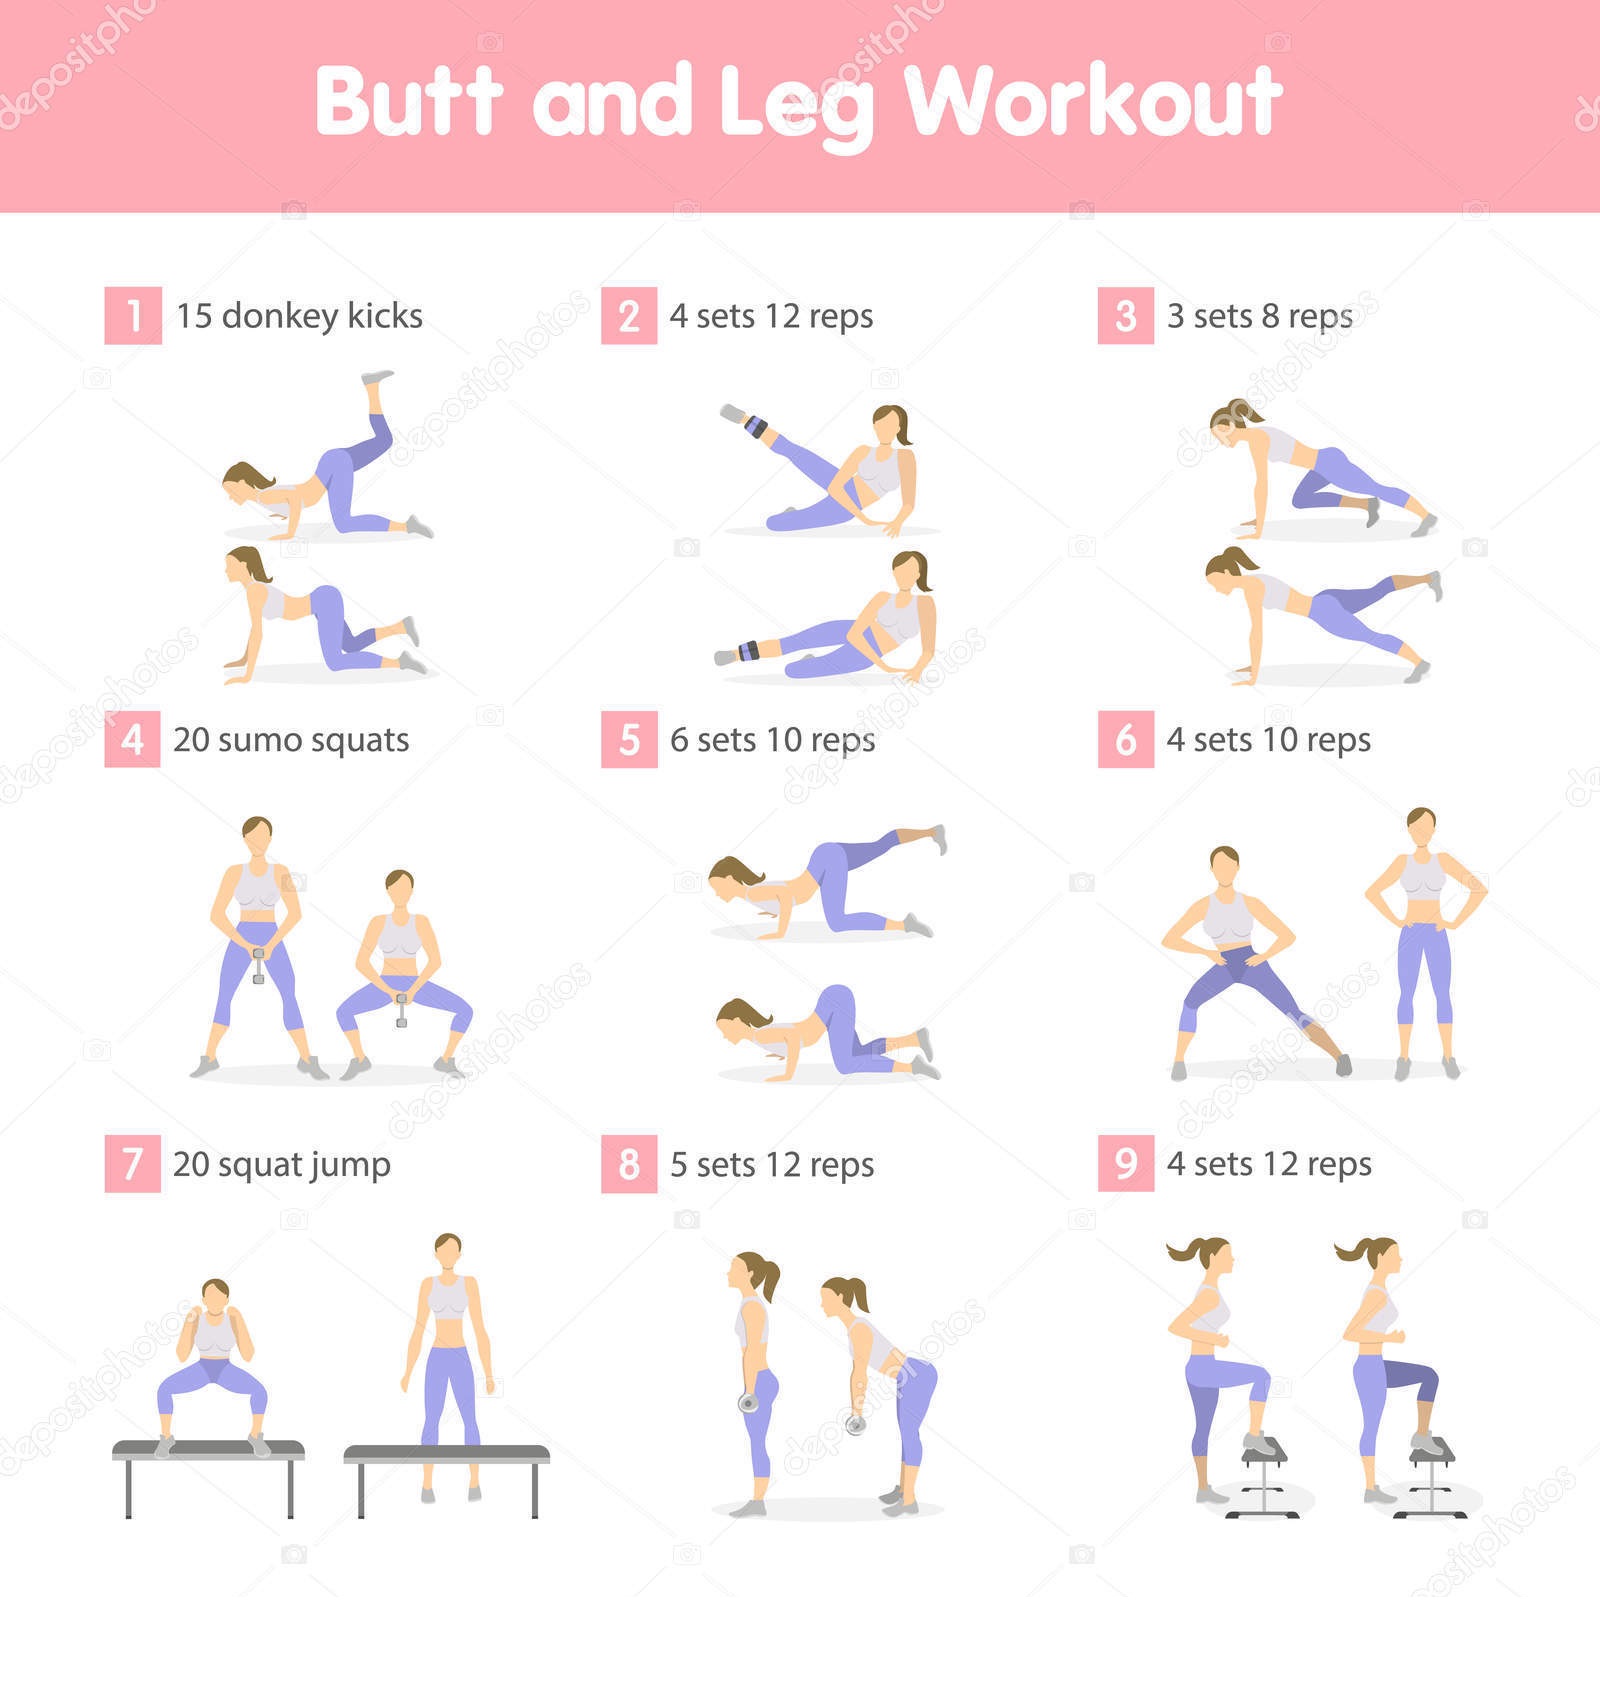 Butt and Leg Workout
1 15 donkey kicks
2 4 sets 12 reps
3 3 sets 8 reps
4 20 sumo squats
5 6 sets 10 reps
6 4 sets 10 reps
7 20 squat jump
8 5 sets 12 reps
9 4 sets 12 reps
depositphotos